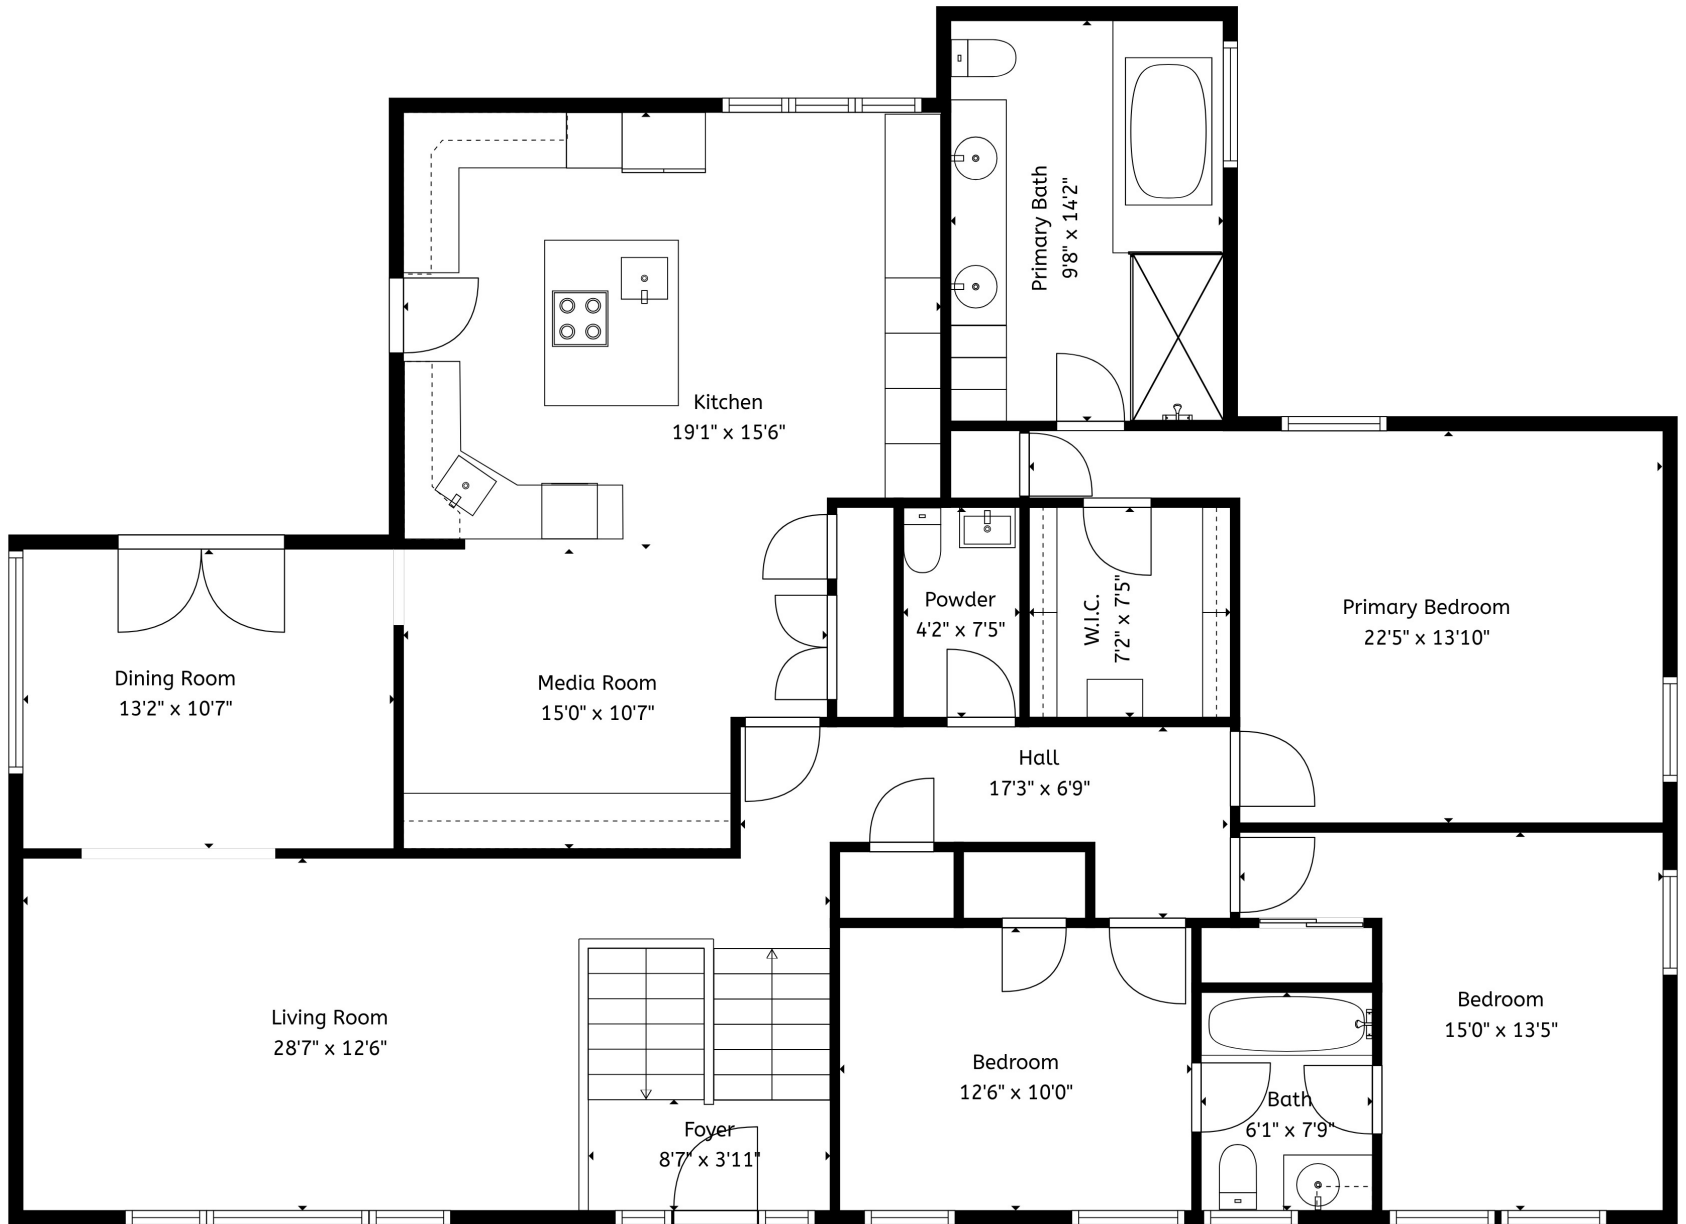 Primary Bath
9'8" x 14'2"
Kitchen
19'1" x 15'6"
Powder
4'2" x 7'5"
W.I.C.
7'2" x 7'5"
Primary Bedroom
22'5" x 13'10"
Dining Room
13'2" x 10'7"
Media Room
15'0" x 10'7"
Hall
17'3" x 6'9"
Living Room
28'7" x 12'6"
Bedroom
15'0" x 13'5"
Bedroom
12'6" x 10'0"
Bath
6'1" x 7'9"
Foyer
8'7" x 3'11"